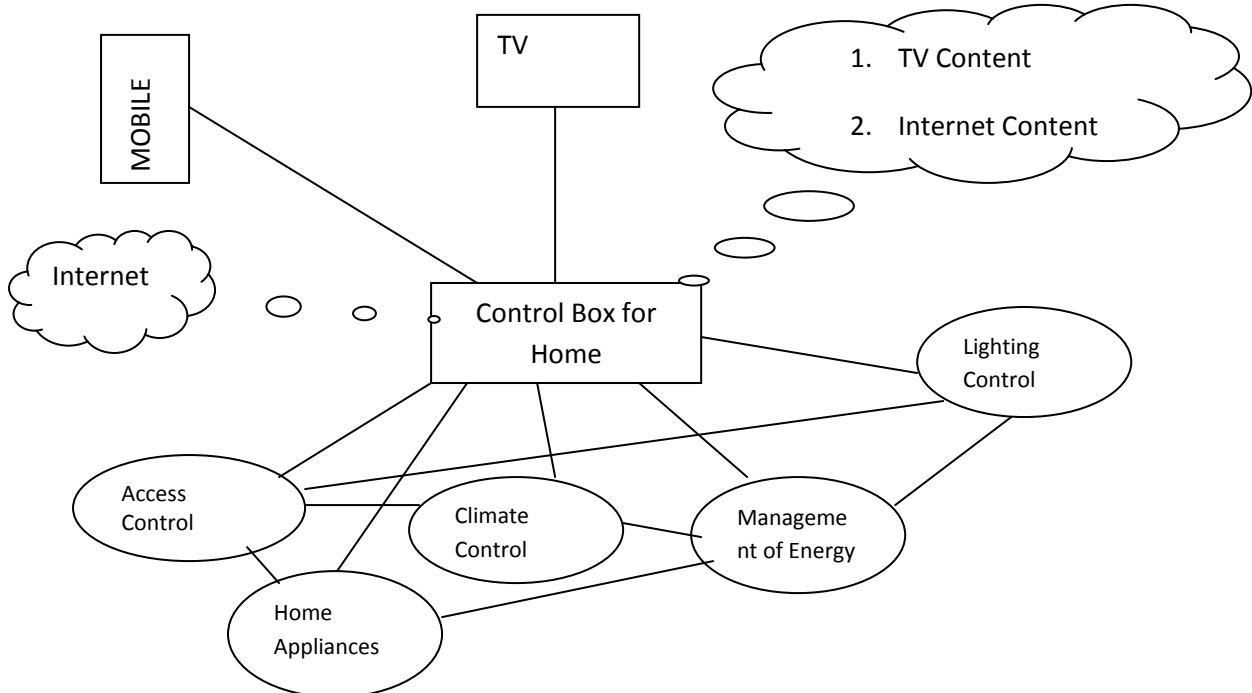 TV
1. TV Content
2. Internet Content
MOBILE
Internet
Control Box for
Home
Lighting
Control
Access
Control
Climate
Control
Manageme
nt of Energy
Home
Appliances